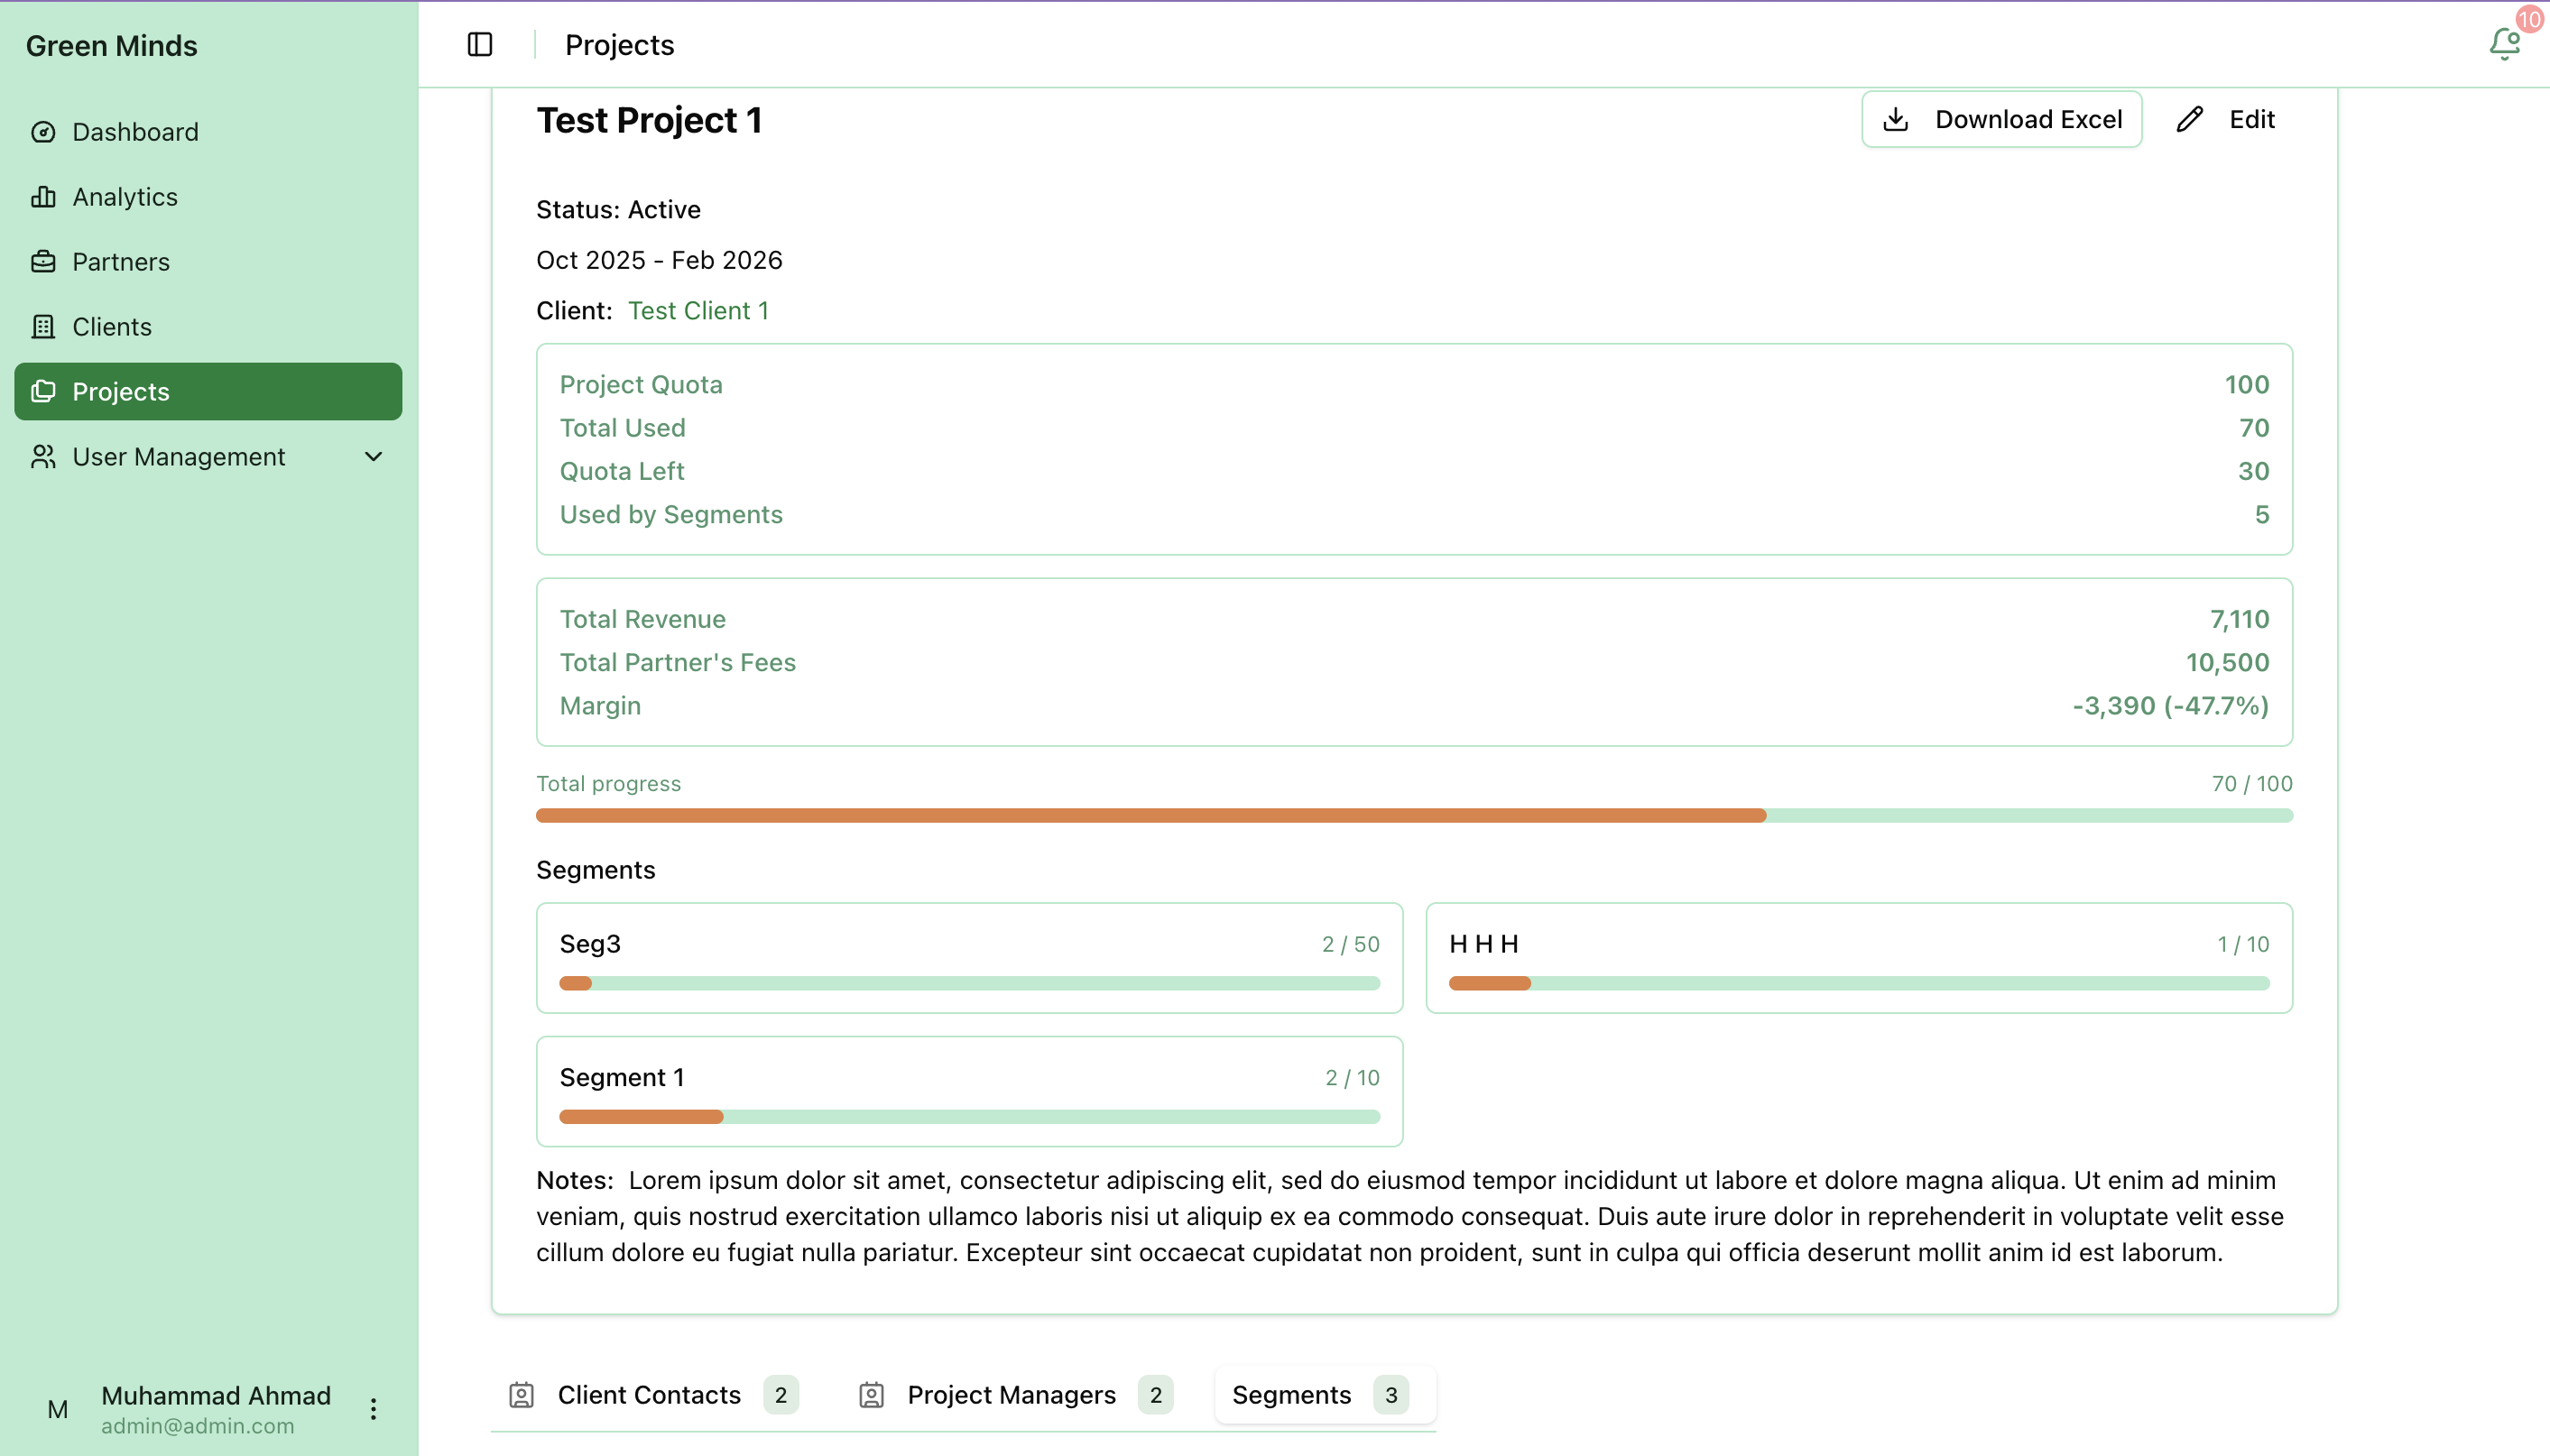 Green Minds
Dashboard
Analytics
Partners
Clients
Projects
User Management
M
Muhammad Ahmad
admin@admin.com
Projects
10
Test Project 1
Download Excel
Edit
Status: Active
Oct 2025 - Feb 2026
Client: Test Client 1
Project Quota 100
Total Used 70
Quota Left 30
Used by Segments 5
Total Revenue 7,110
Total Partner's Fees 10,500
Margin -3,390 (-47.7%)
Total progress 70 / 100
Segments
Seg3 2 / 50
H H H 1 / 10
Segment 1 2 / 10
Notes: Lorem ipsum dolor sit amet, consectetur adipiscing elit, sed do eiusmod tempor incididunt ut labore et dolore magna aliqua. Ut enim ad minim
veniam, quis nostrud exercitation ullamco laboris nisi ut aliquip ex ea commodo consequat. Duis aute irure dolor in reprehenderit in voluptate velit esse
cillum dolore eu fugiat nulla pariatur. Excepteur sint occaecat cupidatat non proident, sunt in culpa qui officia deserunt mollit anim id est laborum.
Client Contacts 2
Project Managers 2
Segments 3